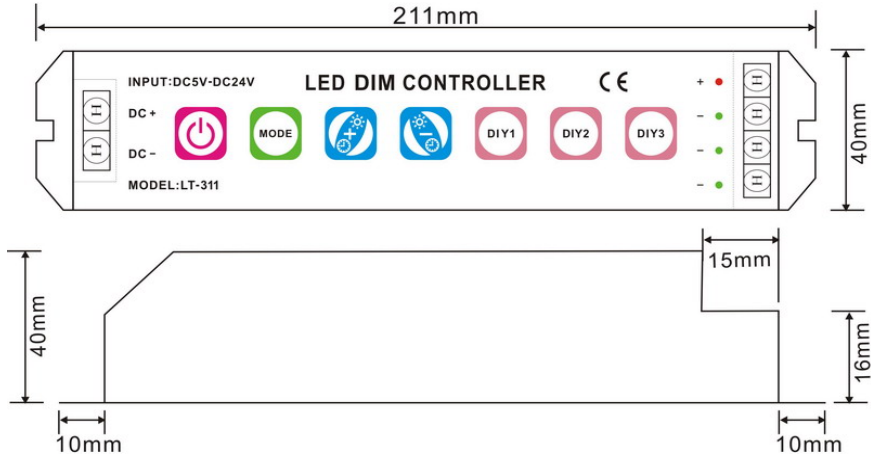 211mm
INPUT:DC5V-DC24V LED DIM CONTROLLER CE +
DC + MODE + − DIY1 DIY2 DIY3 −
DC − −
MODEL:LT-311 −
H H H H H H
40mm
15mm
40mm
16mm
10mm 10mm